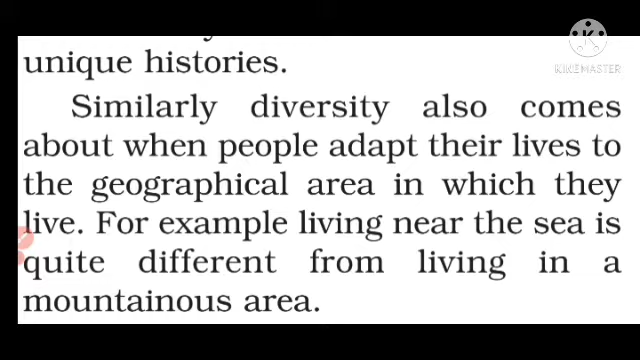 KINEMASTER
unique histories.
Similarly diversity also comes
about when people adapt their lives to
the geographical area in which they
live. For example living near the sea is
quite different from living in a
mountainous area.